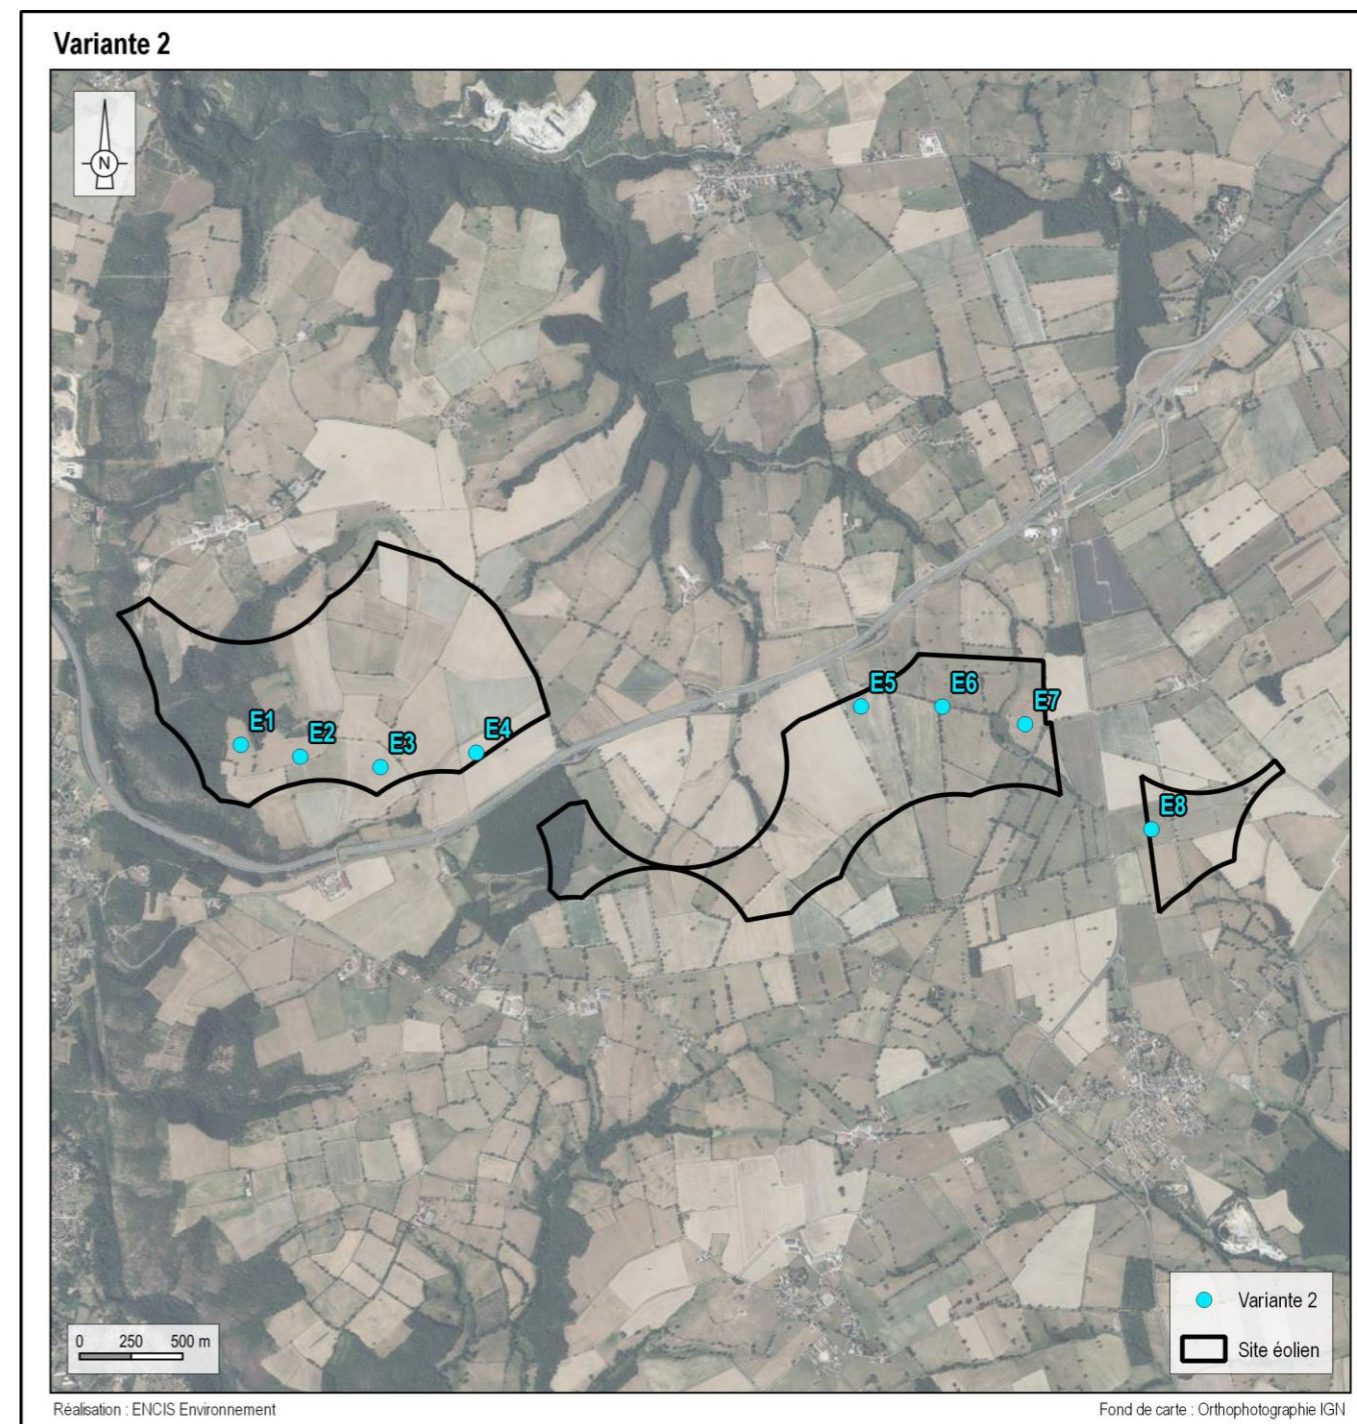 Variante 2
N
E1
E2
E3
E4
E5
E6
E7
E8
Variante 2
Site éolien
0 250 500 m
Réalisation : ENCIS Environnement
Fond de carte : Orthophotographie IGN